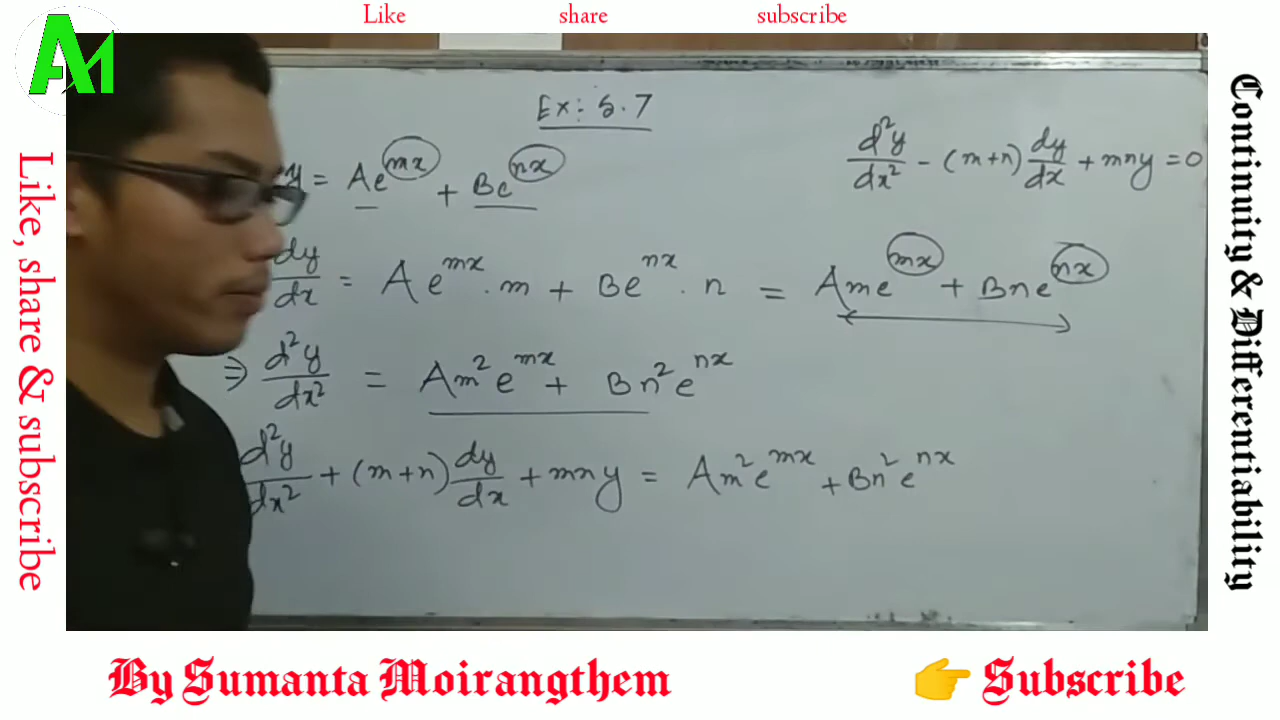 Like share subscribe
AM
Like, share & subscribe
Continuity & Differentiability
Ex: 5.7
y = Ae^{mx} + Be^{nx}
d²y/dx² - (m+n) dy/dx + mny = 0
dy/dx = Ae^{mx} . m + Be^{nx} . n = Ame^{mx} + Bne^{nx}
⇒ d²y/dx² = Am²e^{mx} + Bn²e^{nx}
d²y/dx² + (m+n) dy/dx + mny = Am²e^{mx} + Bn²e^{nx}
By Sumanta Moirangthem
👉 Subscribe